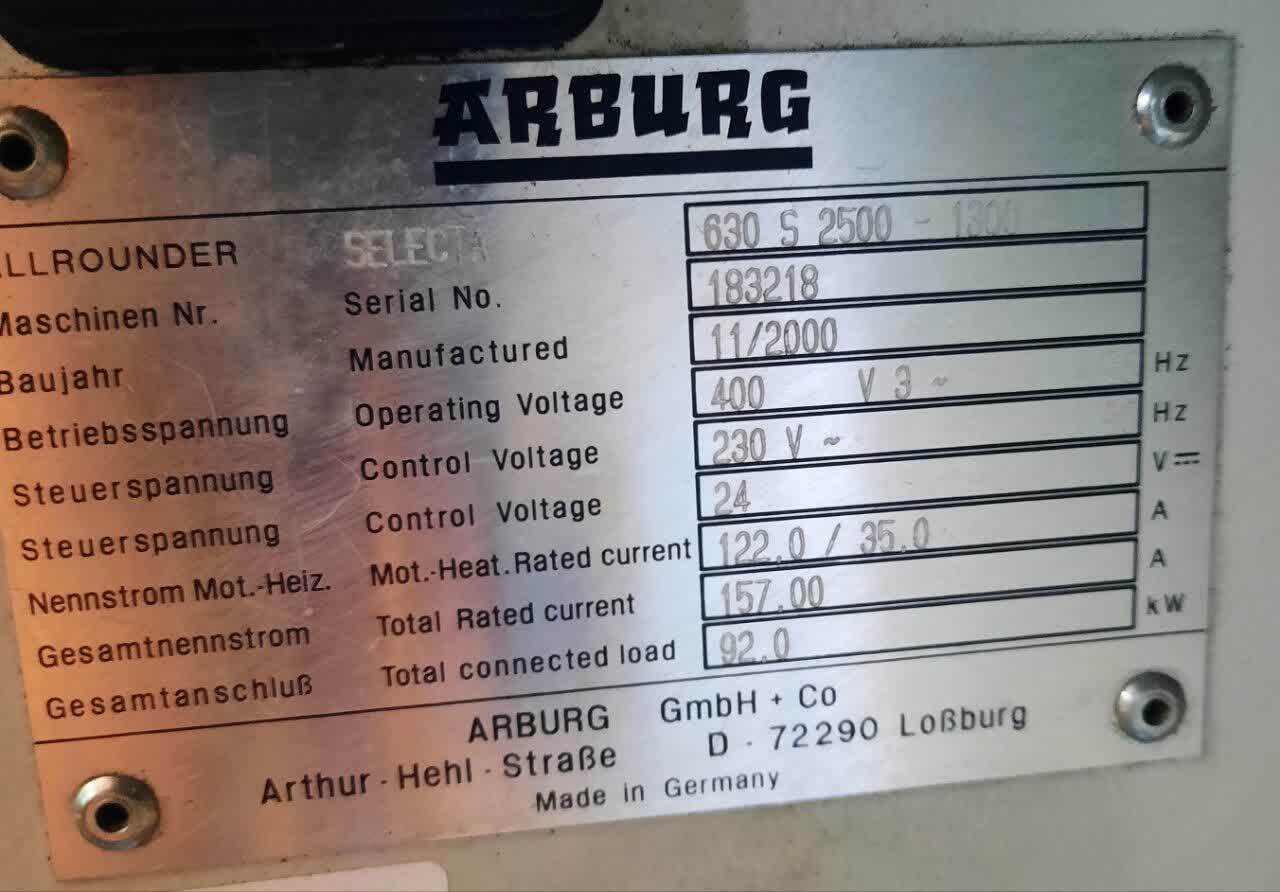 ARBURG
LLROUNDER SELECTA 630 S 2500 - 1300
Maschinen Nr. Serial No. 183218
Baujahr Manufactured 11/2000
Betriebsspannung Operating Voltage 400 V 3 ~ Hz
Steuerspannung Control Voltage 230 V ~ Hz
Steuerspannung Control Voltage 24 V⎓
Nennstrom Mot.-Heiz. Mot.-Heat. Rated current 122.0 / 35.0 A
Gesamtnennstrom Total Rated current 157.00 A
Gesamtanschluß Total connected load 92.0 kW
ARBURG GmbH + Co
Arthur - Hehl - Straße D - 72290 Loßburg
Made in Germany